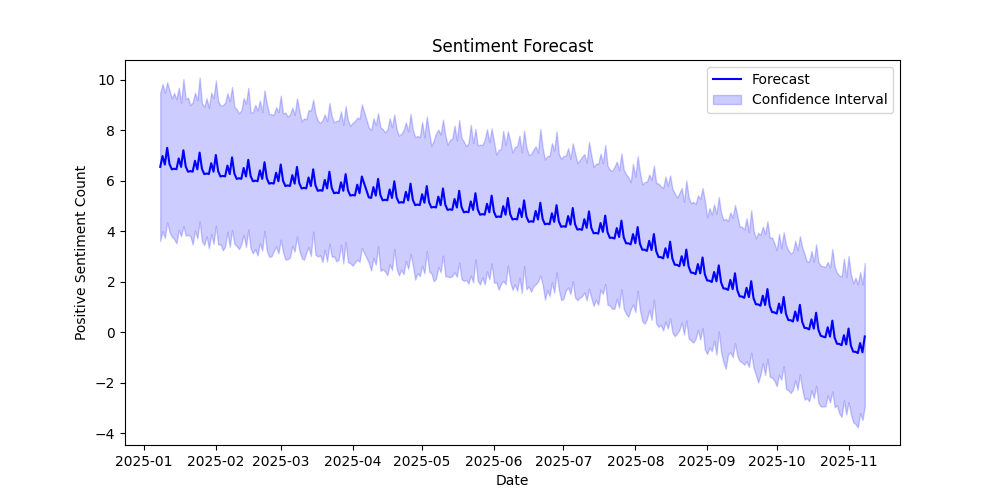 Sentiment Forecast
Forecast
Confidence Interval
Positive Sentiment Count
10
8
6
4
2
0
−2
−4
2025-01 2025-02 2025-03 2025-04 2025-05 2025-06 2025-07 2025-08 2025-09 2025-10 2025-11
Date